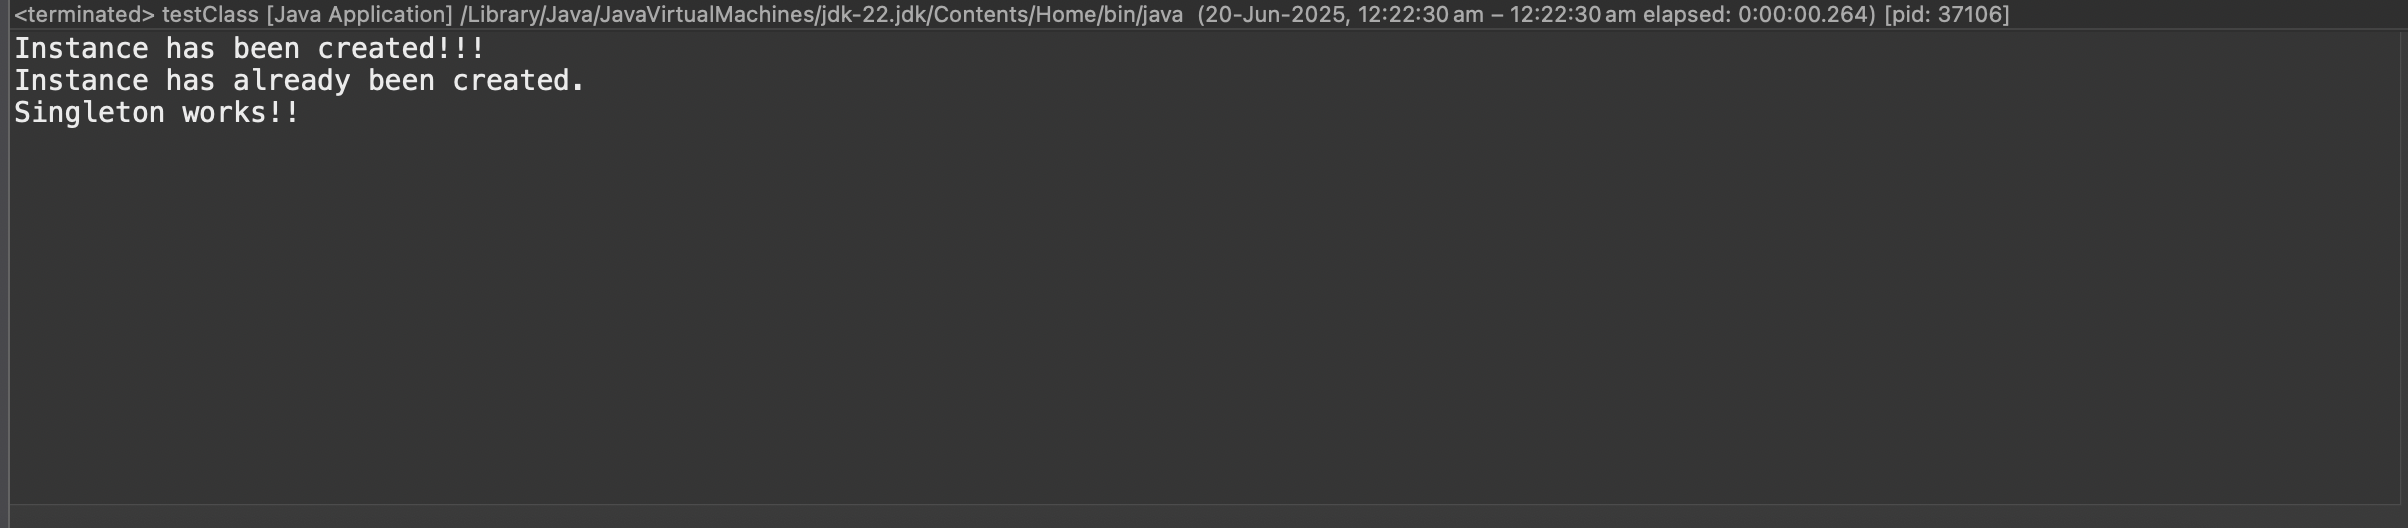 <terminated> testClass [Java Application] /Library/Java/JavaVirtualMachines/jdk-22.jdk/Contents/Home/bin/java (20-Jun-2025, 12:22:30 am – 12:22:30 am elapsed: 0:00:00.264) [pid: 37106]
Instance has been created!!!
Instance has already been created.
Singleton works!!